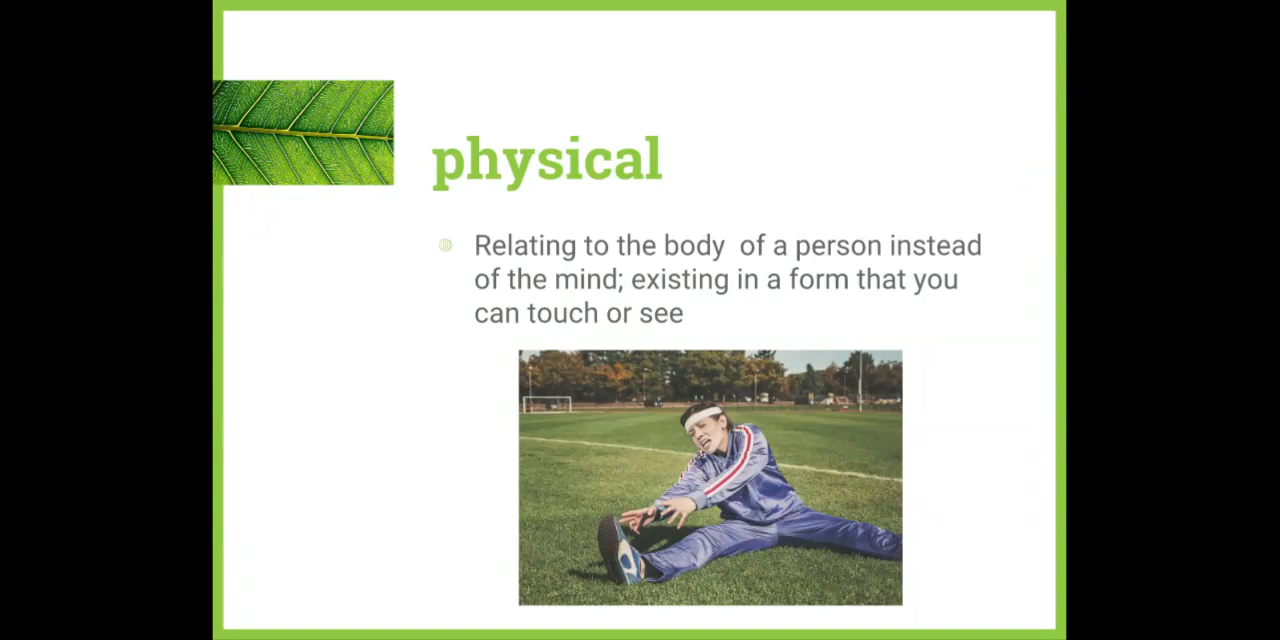 physical
Relating to the body of a person instead
of the mind; existing in a form that you
can touch or see